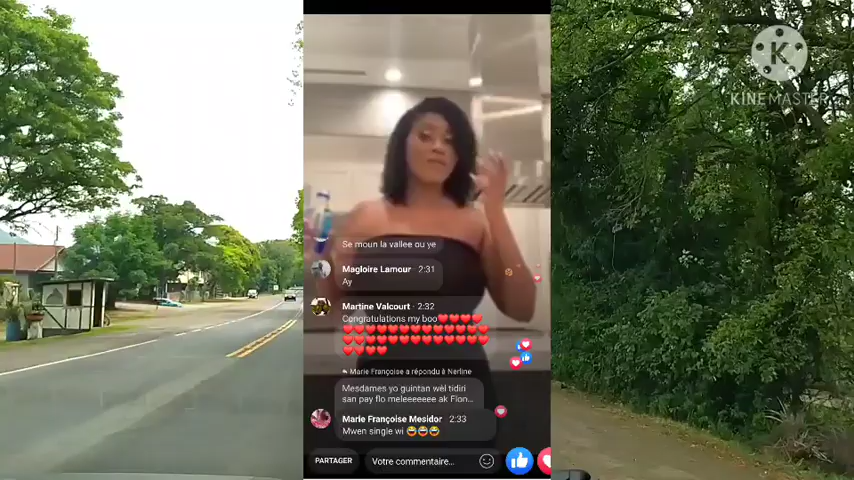 KINEMASTER
Se moun la vallee ou ye
Magloire Lamour · 2:31
Ay
Martine Valcourt · 2:32
Congratulations my boo❤❤❤❤
❤❤❤❤❤❤❤❤❤❤❤❤❤
❤❤❤❤❤❤❤❤❤❤❤❤❤
❤❤❤❤
Marie Françoise a répondu à Nerline
Mesdames yo guintan wèl tidiri
san pay flo meleeeeeee ak Flon...
Marie Françoise Mesidor · 2:33
Mwen single wi 😂😂😂
PARTAGER
Votre commentaire...